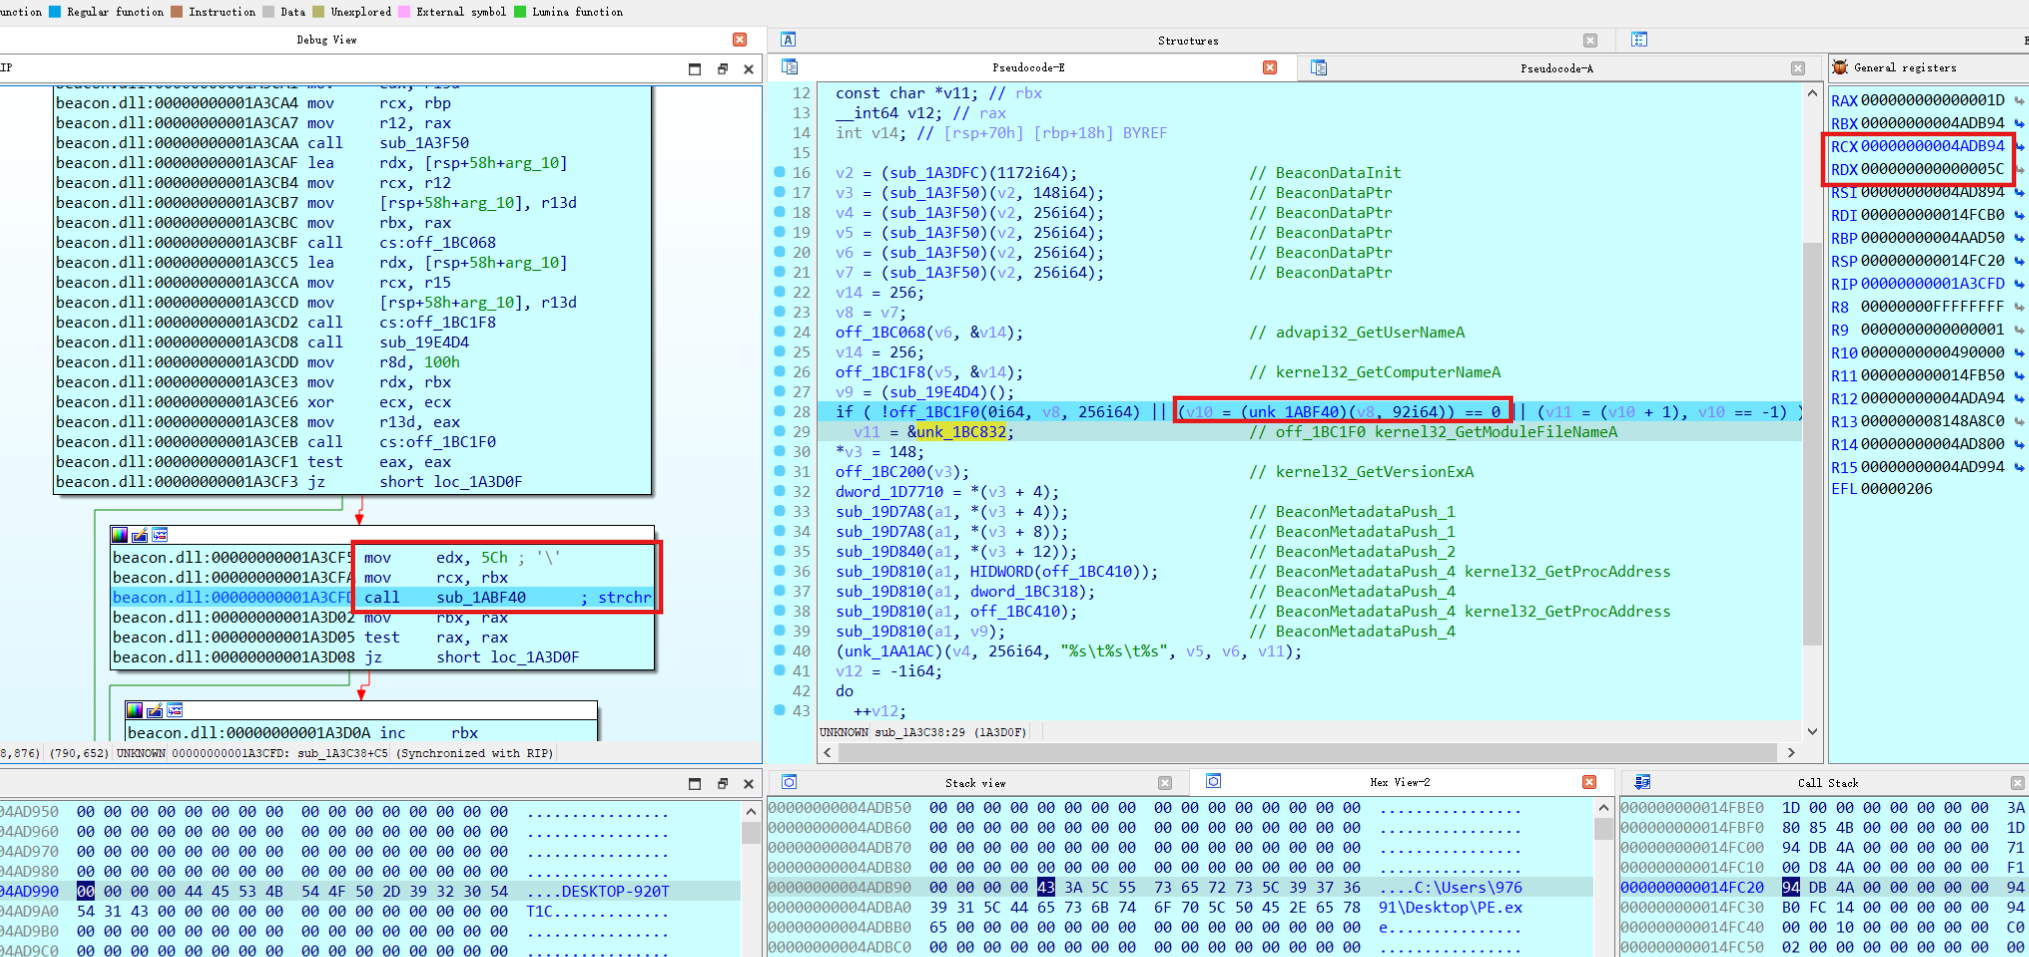 unction Regular function Instruction Data Unexplored External symbol Lumina function
Debug View
IP
beacon.dll:00000000001A3CA4 mov rcx, rbp
beacon.dll:00000000001A3CA7 mov r12, rax
beacon.dll:00000000001A3CAA call sub_1A3F50
beacon.dll:00000000001A3CAF lea rdx, [rsp+58h+arg_10]
beacon.dll:00000000001A3CB4 mov rcx, r12
beacon.dll:00000000001A3CB7 mov [rsp+58h+arg_10], r13d
beacon.dll:00000000001A3CBC mov rbx, rax
beacon.dll:00000000001A3CBF call cs:off_1BC068
beacon.dll:00000000001A3CC5 lea rdx, [rsp+58h+arg_10]
beacon.dll:00000000001A3CCA mov rcx, r15
beacon.dll:00000000001A3CCD mov [rsp+58h+arg_10], r13d
beacon.dll:00000000001A3CD2 call cs:off_1BC1F8
beacon.dll:00000000001A3CD8 call sub_19E4D4
beacon.dll:00000000001A3CDD mov r8d, 100h
beacon.dll:00000000001A3CE3 mov rdx, rbx
beacon.dll:00000000001A3CE6 xor ecx, ecx
beacon.dll:00000000001A3CE8 mov r13d, eax
beacon.dll:00000000001A3CEB call cs:off_1BC1F0
beacon.dll:00000000001A3CF1 test eax, eax
beacon.dll:00000000001A3CF3 jz short loc_1A3D0F
beacon.dll:00000000001A3CF5 mov edx, 5Ch ; '\'
beacon.dll:00000000001A3CFA mov rcx, rbx
beacon.dll:00000000001A3CFD call sub_1ABF40 ; strchr
beacon.dll:00000000001A3D02 mov rbx, rax
beacon.dll:00000000001A3D05 test rax, rax
beacon.dll:00000000001A3D08 jz short loc_1A3D0F
beacon.dll:00000000001A3D0A inc rbx
8,876) (790,652) UNKNOWN 00000000001A3CFD: sub_1A3C38+C5 (Synchronized with RIP)
Structures
Pseudocode-E
Pseudocode-A
12 const char *v11; // rbx
13 __int64 v12; // rax
14 int v14; // [rsp+70h] [rbp+18h] BYREF
15
16 v2 = (sub_1A3DFC)(1172i64); // BeaconDataInit
17 v3 = (sub_1A3F50)(v2, 148i64); // BeaconDataPtr
18 v4 = (sub_1A3F50)(v2, 256i64); // BeaconDataPtr
19 v5 = (sub_1A3F50)(v2, 256i64); // BeaconDataPtr
20 v6 = (sub_1A3F50)(v2, 256i64); // BeaconDataPtr
21 v7 = (sub_1A3F50)(v2, 256i64); // BeaconDataPtr
22 v14 = 256;
23 v8 = v7;
24 off_1BC068(v6, &v14); // advapi32_GetUserNameA
25 v14 = 256;
26 off_1BC1F8(v5, &v14); // kernel32_GetComputerNameA
27 v9 = (sub_19E4D4)();
28 if ( !off_1BC1F0(0i64, v8, 256i64) || (v10 = (unk_1ABF40)(v8, 92i64)) == 0 || (v11 = (v10 + 1), v10 == -1) )
29 v11 = &unk_1BC832; // off_1BC1F0 kernel32_GetModuleFileNameA
30 *v3 = 148;
31 off_1BC200(v3); // kernel32_GetVersionExA
32 dword_1D7710 = *(v3 + 4);
33 sub_19D7A8(a1, *(v3 + 4)); // BeaconMetadataPush_1
34 sub_19D7A8(a1, *(v3 + 8)); // BeaconMetadataPush_1
35 sub_19D840(a1, *(v3 + 12)); // BeaconMetadataPush_2
36 sub_19D810(a1, HIDWORD(off_1BC410)); // BeaconMetadataPush_4 kernel32_GetProcAddress
37 sub_19D810(a1, dword_1BC318); // BeaconMetadataPush_4
38 sub_19D810(a1, off_1BC410); // BeaconMetadataPush_4 kernel32_GetProcAddress
39 sub_19D810(a1, v9); // BeaconMetadataPush_4
40 (unk_1AA1AC)(v4, 256i64, "%s\t%s\t%s", v5, v6, v11);
41 v12 = -1i64;
42 do
43 ++v12;
UNKNOWN sub_1A3C38:29 (1A3D0F)
General registers
RAX 000000000000001D
RBX 00000000004ADB94
RCX 00000000004ADB94
RDX 000000000000005C
RSI 00000000004AD894
RDI 000000000014FCB0
RBP 00000000004AAD50
RSP 000000000014FC20
RIP 00000000001A3CFD
R8 00000000FFFFFFFF
R9 0000000000000001
R10 0000000000490000
R11 000000000014FB50
R12 00000000004ADA94
R13 000000008148A8C0
R14 00000000004AD800
R15 00000000004AD994
EFL 00000206
04AD950 00 00 00 00 00 00 00 00 00 00 00 00 00 00 00 00 ................
04AD960 00 00 00 00 00 00 00 00 00 00 00 00 00 00 00 00 ................
04AD970 00 00 00 00 00 00 00 00 00 00 00 00 00 00 00 00 ................
04AD980 00 00 00 00 00 00 00 00 00 00 00 00 00 00 00 00 ................
04AD990 00 00 00 00 44 45 53 4B 54 4F 50 2D 39 32 30 54 ....DESKTOP-920T
04AD9A0 54 31 43 00 00 00 00 00 00 00 00 00 00 00 00 00 T1C.............
04AD9B0 00 00 00 00 00 00 00 00 00 00 00 00 00 00 00 00 ................
04AD9C0 00 00 00 00 00 00 00 00 00 00 00 00 00 00 00 00 ................
Stack view
Hex View-2
00000000004ADB50 00 00 00 00 00 00 00 00 00 00 00 00 00 00 00 00 ................
00000000004ADB60 00 00 00 00 00 00 00 00 00 00 00 00 00 00 00 00 ................
00000000004ADB70 00 00 00 00 00 00 00 00 00 00 00 00 00 00 00 00 ................
00000000004ADB80 00 00 00 00 00 00 00 00 00 00 00 00 00 00 00 00 ................
00000000004ADB90 00 00 00 00 43 3A 5C 55 73 65 72 73 5C 39 37 36 ....C:\Users\976
00000000004ADBA0 39 31 5C 44 65 73 6B 74 6F 70 5C 50 45 2E 65 78 91\Desktop\PE.ex
00000000004ADBB0 65 00 00 00 00 00 00 00 00 00 00 00 00 00 00 00 e...............
00000000004ADBC0 00 00 00 00 00 00 00 00 00 00 00 00 00 00 00 00 ................
Call Stack
000000000014FBE0 1D 00 00 00 00 00 00 00 3A
000000000014FBF0 80 85 4B 00 00 00 00 00 1D
000000000014FC00 94 DB 4A 00 00 00 00 00 71
000000000014FC10 00 D8 4A 00 00 00 00 00 F1
000000000014FC20 94 DB 4A 00 00 00 00 00 94
000000000014FC30 B0 FC 14 00 00 00 00 00 94
000000000014FC40 00 00 10 00 00 00 00 00 C0
000000000014FC50 02 00 00 00 00 00 00 00 00